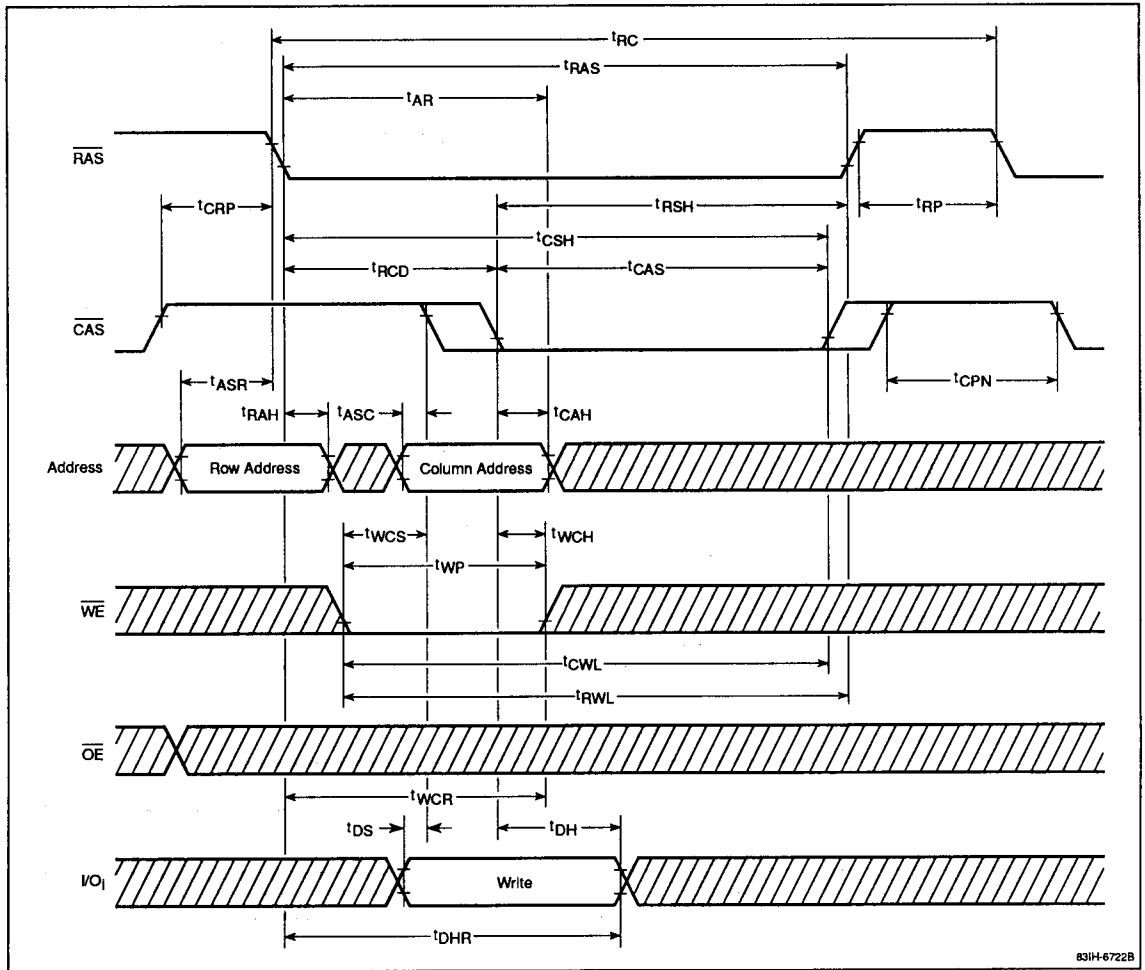 tRC
tRAS
tAR
RAS
tCRP
tRSH
tRP
tCSH
tRCD
tCAS
CAS
tASR
tCPN
tRAH
tASC
tCAH
Address
Row Address
Column Address
tWCS
tWCH
tWP
WE
tCWL
tRWL
OE
tWCR
tDS
tDH
I/OI
Write
tDHR
83IH-6722B